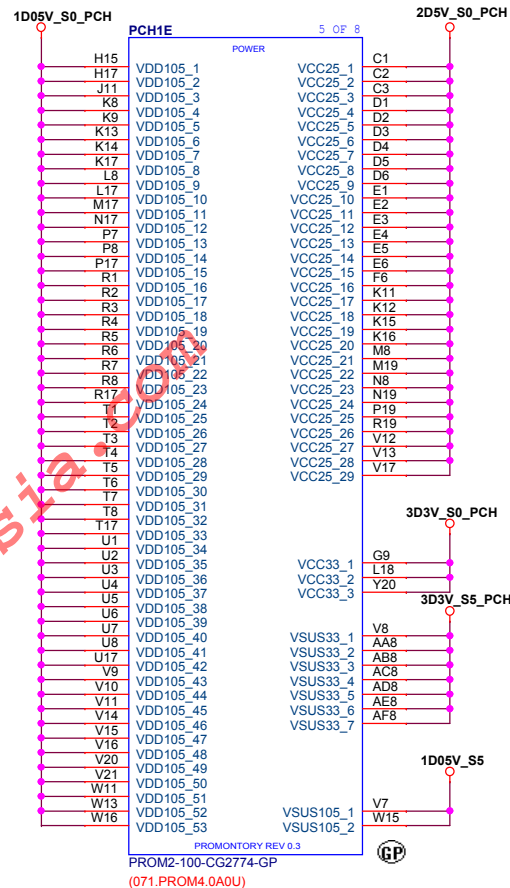 1D05V_S0_PCH 2D5V_S0_PCH
PCH1E 5 OF 8
POWER
H15 VDD105_1 VCC25_1 C1
H17 VDD105_2 VCC25_2 C2
J11 VDD105_3 VCC25_3 C3
K8 VDD105_4 VCC25_4 D1
K9 VDD105_5 VCC25_5 D2
K13 VDD105_6 VCC25_6 D3
K14 VDD105_7 VCC25_7 D4
K17 VDD105_8 VCC25_8 D5
L8 VDD105_9 VCC25_9 D6
L17 VDD105_10 VCC25_10 E1
M17 VDD105_11 VCC25_11 E2
N17 VDD105_12 VCC25_12 E3
P7 VDD105_13 VCC25_13 E4
P8 VDD105_14 VCC25_14 E5
P17 VDD105_15 VCC25_15 E6
R1 VDD105_16 VCC25_16 F6
R2 VDD105_17 VCC25_17 K11
R3 VDD105_18 VCC25_18 K12
R4 VDD105_19 VCC25_19 K15
R5 VDD105_20 VCC25_20 K16
R6 VDD105_21 VCC25_21 M8
R7 VDD105_22 VCC25_22 M19
R8 VDD105_23 VCC25_23 N8
R17 VDD105_24 VCC25_24 N19
T1 VDD105_25 VCC25_25 P19
T2 VDD105_26 VCC25_26 R19
T3 VDD105_27 VCC25_27 V12
T4 VDD105_28 VCC25_28 V13
T5 VDD105_29 VCC25_29 V17
T6 VDD105_30
T7 VDD105_31
T8 VDD105_32 3D3V_S0_PCH
T17 VDD105_33
U1 VDD105_34
U2 VDD105_35 VCC33_1 G9
U3 VDD105_36 VCC33_2 L18
U4 VDD105_37 VCC33_3 Y20
U5 VDD105_38 3D3V_S5_PCH
U6 VDD105_39
U7 VDD105_40 VSUS33_1 V8
U8 VDD105_41 VSUS33_2 AA8
U17 VDD105_42 VSUS33_3 AB8
V9 VDD105_43 VSUS33_4 AC8
V10 VDD105_44 VSUS33_5 AD8
V11 VDD105_45 VSUS33_6 AE8
V14 VDD105_46 VSUS33_7 AF8
V15 VDD105_47
V16 VDD105_48 1D05V_S5
V20 VDD105_49
V21 VDD105_50
W11 VDD105_51
W13 VDD105_52 VSUS105_1 V7
W16 VDD105_53 VSUS105_2 W15
PROMONTORY REV 0.3
GP
PROM2-100-CG2774-GP
(071.PROM4.0A0U)
sia.com